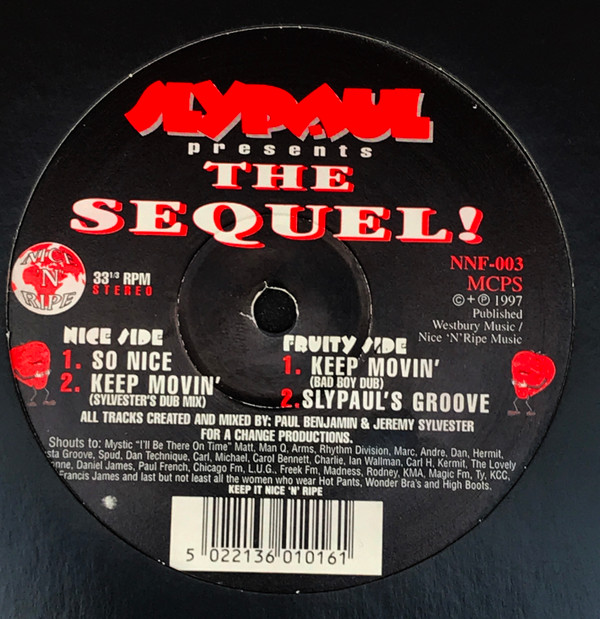 SLYPAUL
presents
THE
SEQUEL!
NICE
'N'
RIPE
33 1/3 RPM
STEREO
NNF-003
MCPS
© + ℗ 1997
Published
Westbury Music /
Nice 'N' Ripe Music
NICE SIDE
1. SO NICE
2. KEEP MOVIN'
(SYLVESTER'S DUB MIX)
FRUITY SIDE
1. KEEP MOVIN'
(BAD BOY DUB)
2. SLYPAUL'S GROOVE
ALL TRACKS CREATED AND MIXED BY: PAUL BENJAMIN & JEREMY SYLVESTER
FOR A CHANGE PRODUCTIONS.
Shouts to: Mystic "I'll Be There On Time" Matt, Man Q, Arms, Rhythm Division, Marc, Andre, Dan, Hermit,
Groove, Spud, Dan Technique, Carl, Michael, Carol Bennett, Charlie, Ian Wallman, Carl H, Kermit, The Lovely
Daniel James, Paul French, Chicago Fm, L.U.G., Freek Fm, Madness, Rodney, KMA, Magic Fm, Ty, KCC,
Francis James and last but not least all the women who wear Hot Pants, Wonder Bra's and High Boots.
KEEP IT NICE 'N' RIPE
5 022136 010161